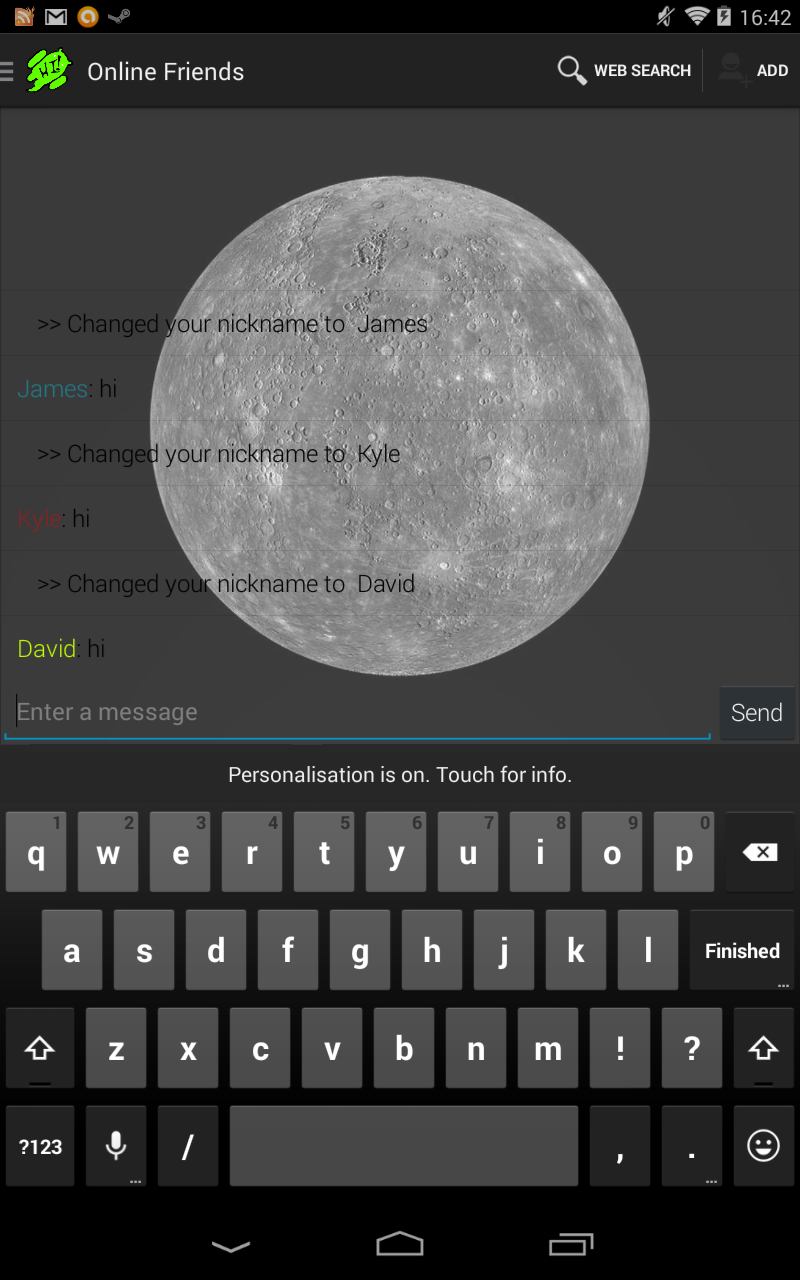 16:42
Online Friends
WEB SEARCH
ADD
>> Changed your nickname to James
James: hi
>> Changed your nickname to Kyle
Kyle: hi
>> Changed your nickname to David
David: hi
Enter a message
Send
Personalisation is on. Touch for info.
1 2 3 4 5 6 7 8 9 0
q w e r t y u i o p
a s d f g h j k l Finished
...
z x c v b n m ! ?
?123 / , .
... ...